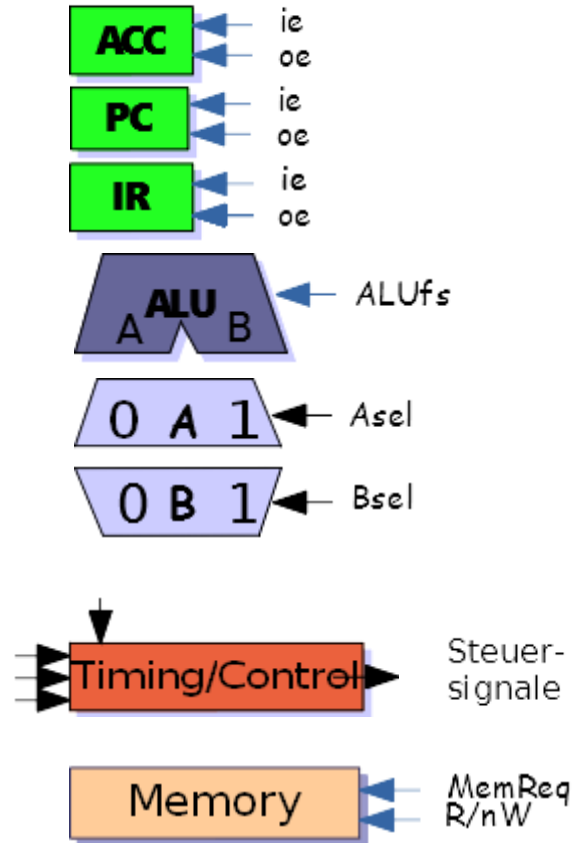 ACC
ie
oe
PC
ie
oe
IR
ie
oe
ALU
A B
ALUfs
0 A 1
Asel
0 B 1
Bsel
Timing/Control
Steuer-
signale
Memory
MemReq
R/nW